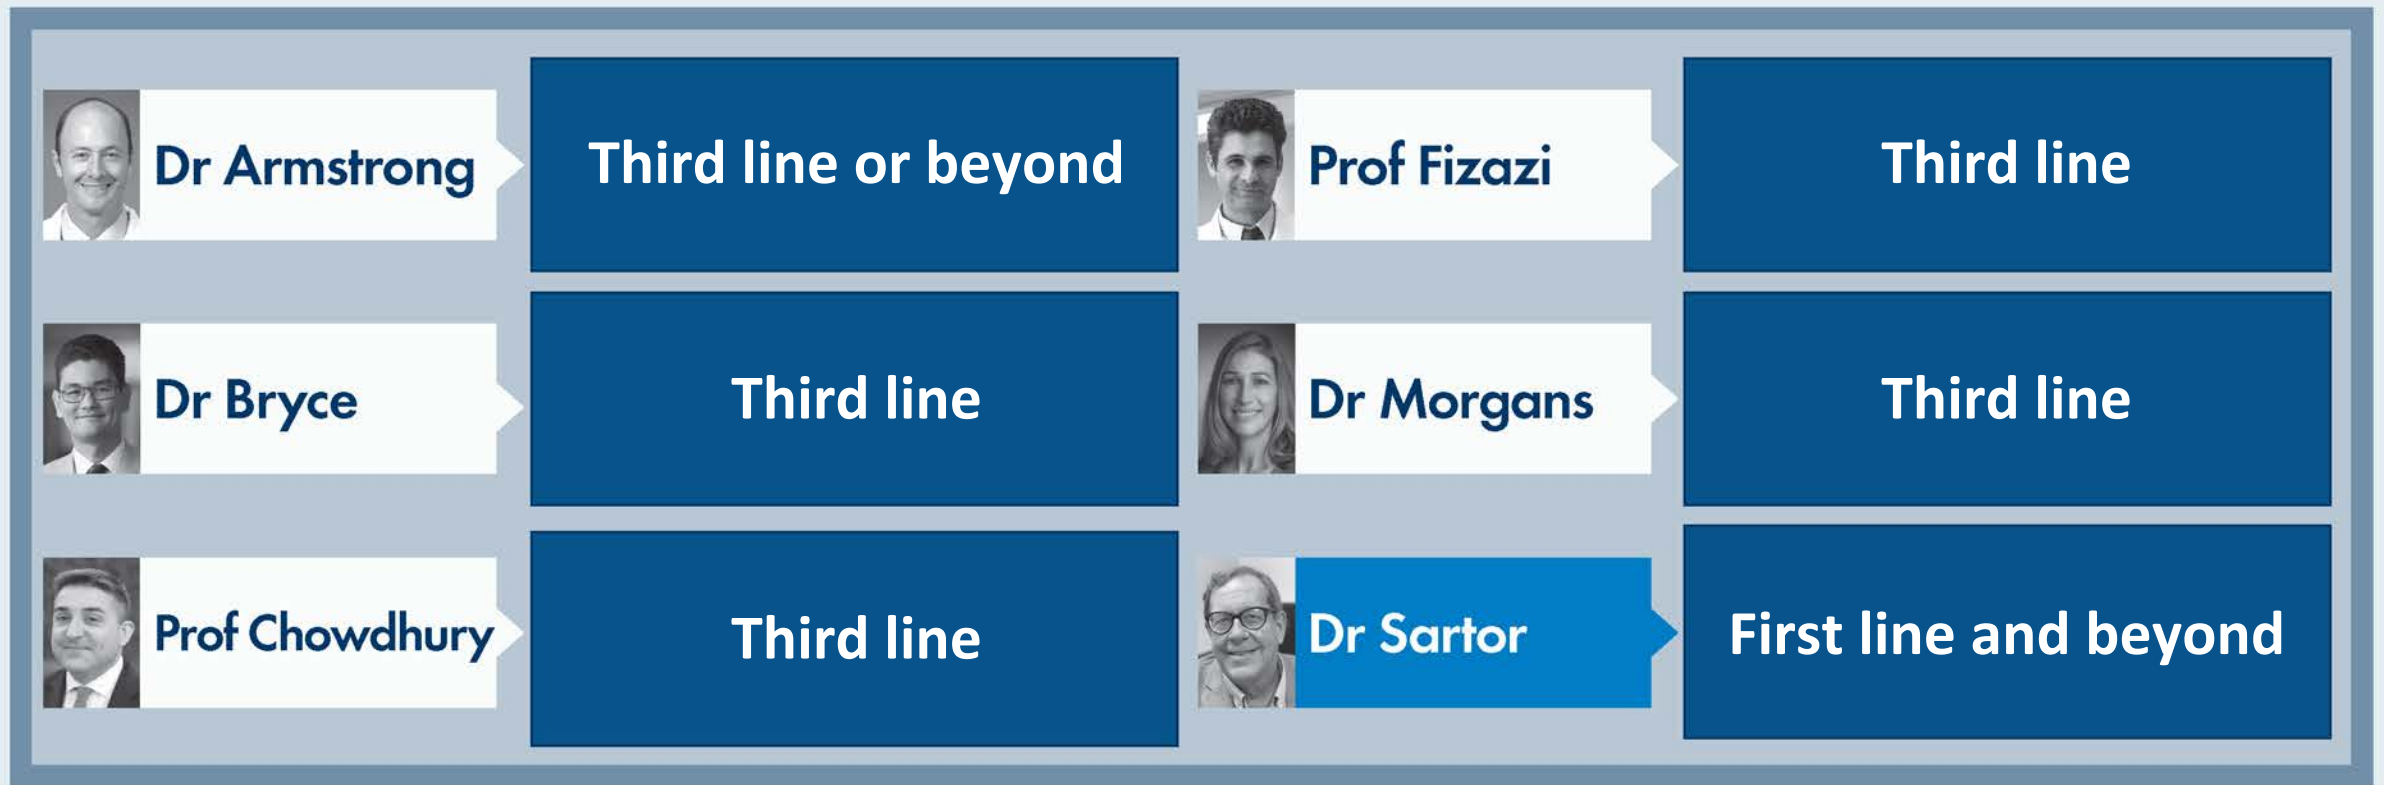 Dr Armstrong
Third line or beyond
Prof Fizazi
Third line
Dr Bryce
Third line
Dr Morgans
Third line
Prof Chowdhury
Third line
Dr Sartor
First line and beyond